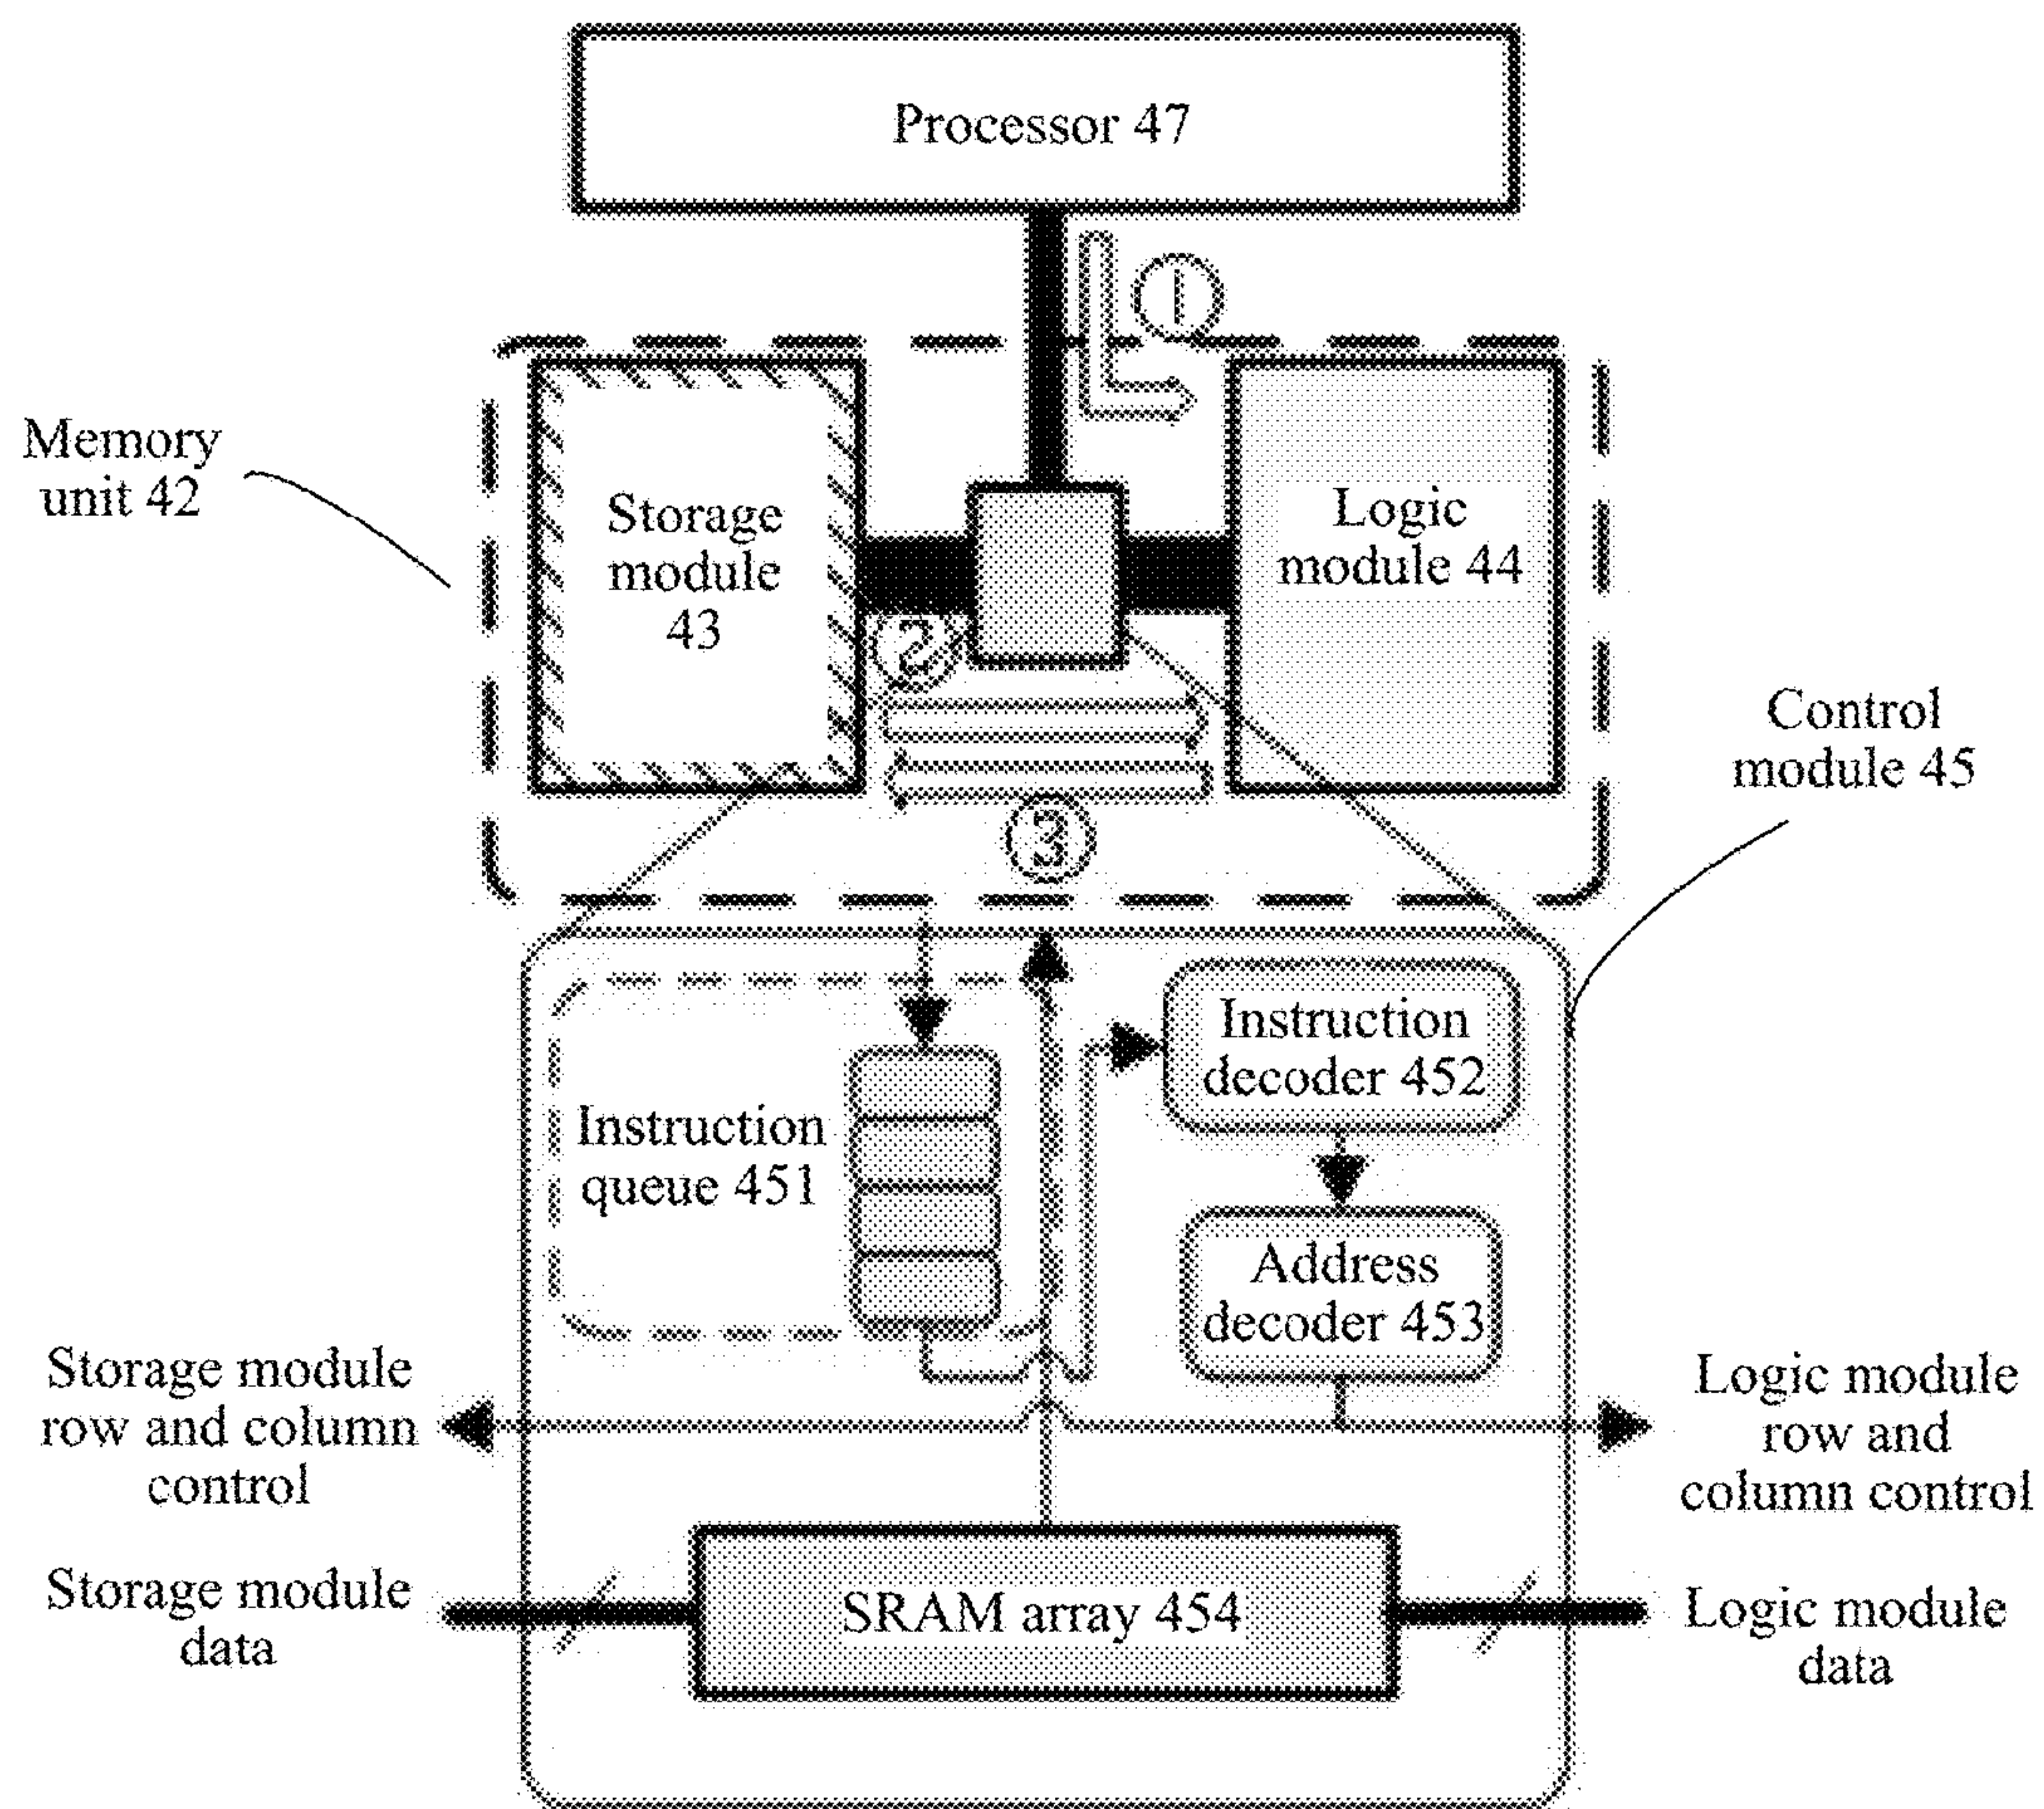 Processor 47
①
Memory
unit 42
Storage
module
43
Logic
module 44
②
③
Control
module 45
Instruction
queue 451
Instruction
decoder 452
Address
decoder 453
Storage module
row and column
control
Logic module
row and
column control
Storage module
data
SRAM array 454
Logic module
data